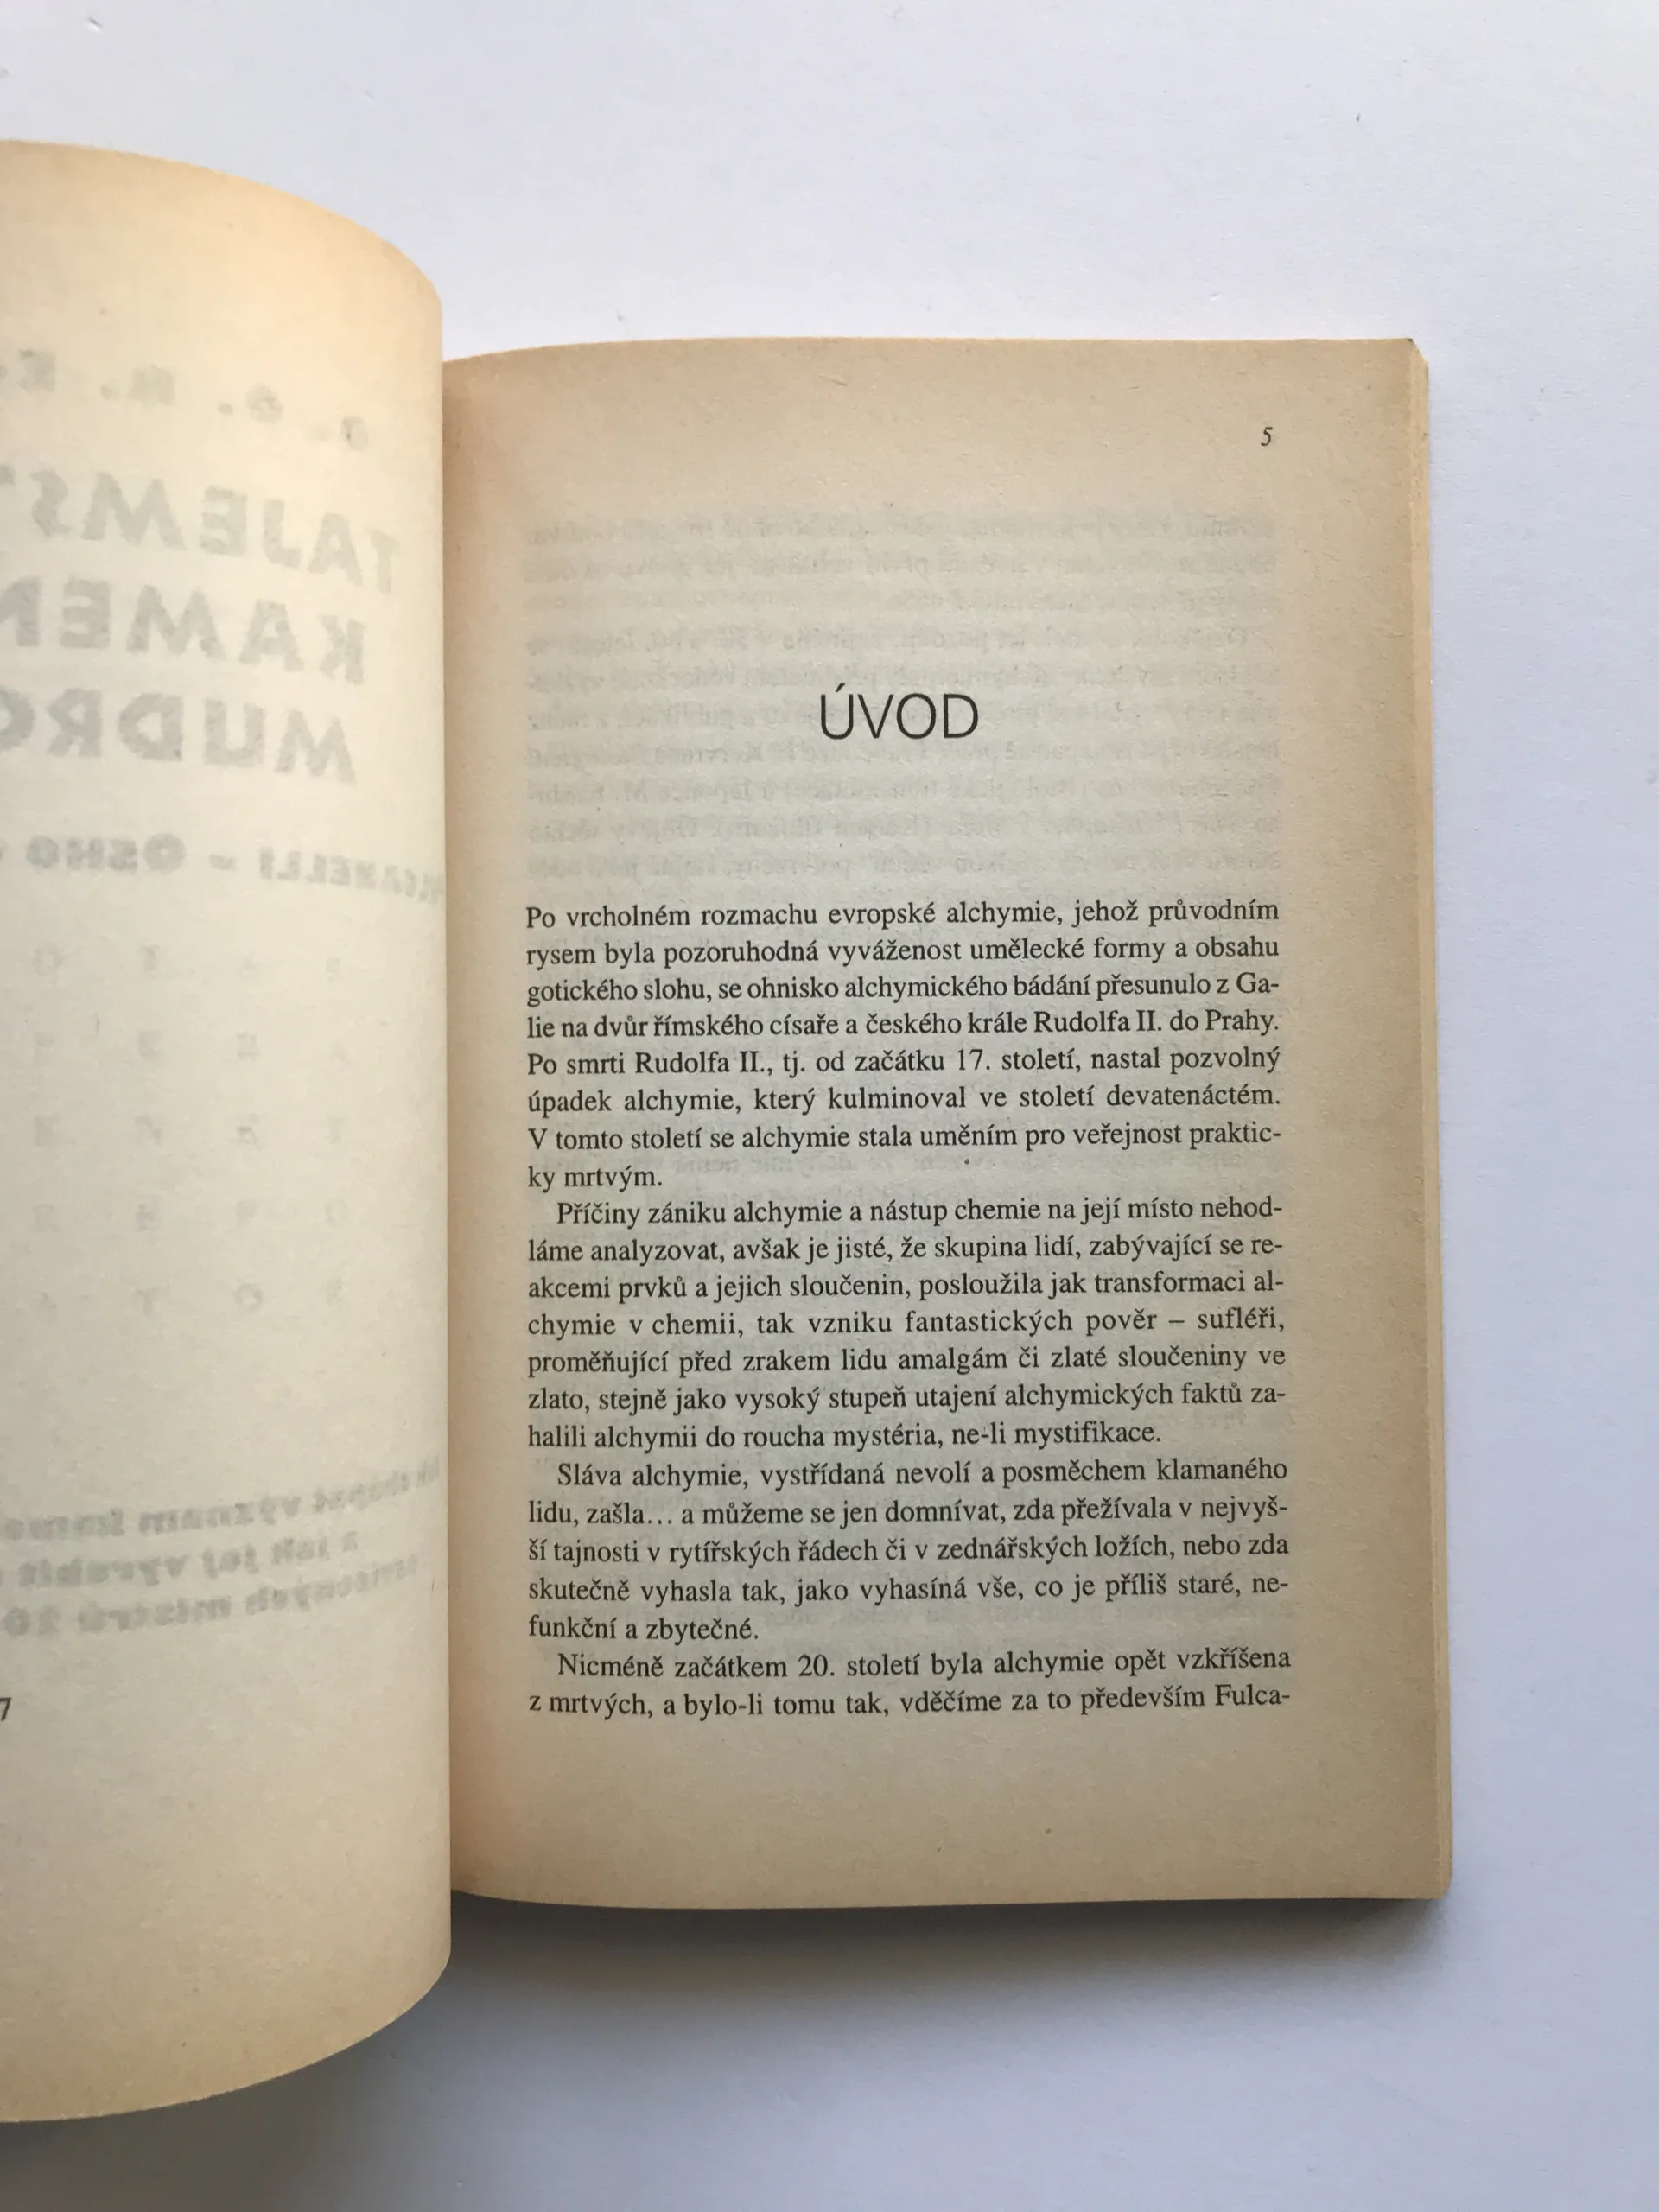 5
ÚVOD
Po vrcholném rozmachu evropské alchymie, jehož průvodním
rysem byla pozoruhodná vyváženost umělecké formy a obsahu
gotického slohu, se ohnisko alchymického bádání přesunulo z Ga-
lie na dvůr římského císaře a českého krále Rudolfa II. do Prahy.
Po smrti Rudolfa II., tj. od začátku 17. století, nastal pozvolný
úpadek alchymie, který kulminoval ve století devatenáctém.
V tomto století se alchymie stala uměním pro veřejnost praktic-
ky mrtvým.
Příčiny zániku alchymie a nástup chemie na její místo nehod-
láme analyzovat, avšak je jisté, že skupina lidí, zabývající se re-
akcemi prvků a jejich sloučenin, posloužila jak transformaci al-
chymie v chemii, tak vzniku fantastických pověr – sufléři,
proměňující před zrakem lidu amalgám či zlaté sloučeniny ve
zlato, stejně jako vysoký stupeň utajení alchymických faktů za-
halili alchymii do roucha mystéria, ne-li mystifikace.
Sláva alchymie, vystřídaná nevolí a posměchem klamaného
lidu, zašla... a můžeme se jen domnívat, zda přežívala v nejvyš-
ší tajnosti v rytířských řádech či v zednářských ložích, nebo zda
skutečně vyhasla tak, jako vyhasíná vše, co je příliš staré, ne-
funkční a zbytečné.
Nicméně začátkem 20. století byla alchymie opět vzkříšena
z mrtvých, a bylo-li tomu tak, vděčíme za to především Fulca-
7